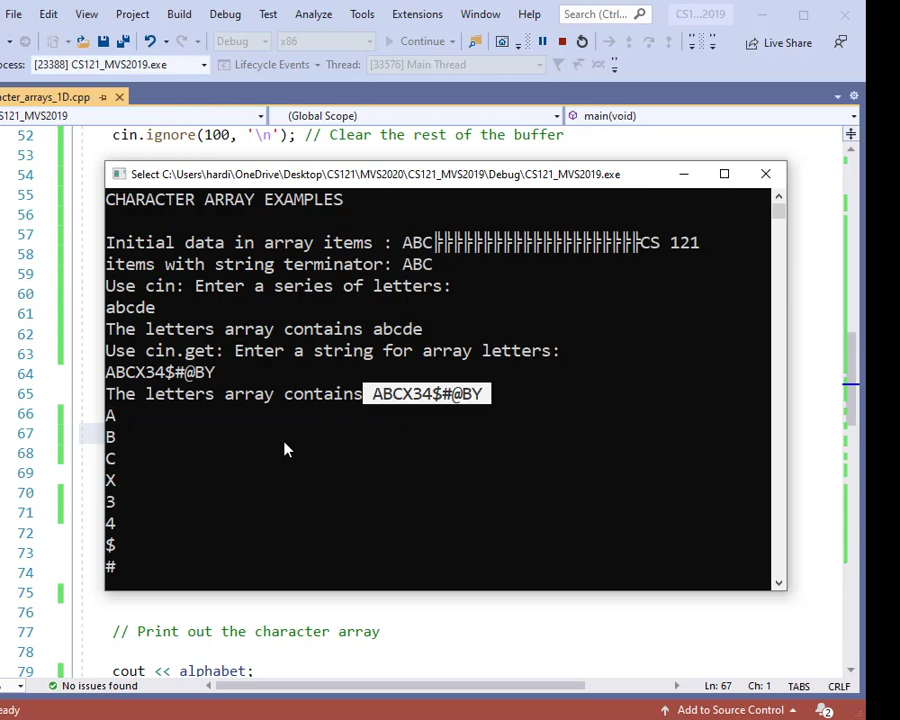 File Edit View Project Build Debug Test Analyze Tools Extensions Window Help Search (Ctrl... CS1...2019
Debug x86 Continue Live Share
ocess: [23388] CS121_MVS2019.exe Lifecycle Events Thread: [33576] Main Thread
cter_arrays_1D.cpp
S121_MVS2019 (Global Scope) main(void)
52 cin.ignore(100, '\n'); // Clear the rest of the buffer
53
54 Select C:\Users\hardi\OneDrive\Desktop\CS121\MVS2020\CS121_MVS2019\Debug\CS121_MVS2019.exe
55 CHARACTER ARRAY EXAMPLES
56
57
58 Initial data in array items : ABC╠╠╠╠╠╠╠╠╠╠╠╠╠╠╠╠╠╠╠╠╠CS 121
59 items with string terminator: ABC
60 Use cin: Enter a series of letters:
61 abcde
62 The letters array contains abcde
63 Use cin.get: Enter a string for array letters:
64 ABCX34$#@BY
65 The letters array contains ABCX34$#@BY
66 A
67 B
68 C
69
70 X
71 3
72 4
73 $
74 #
75
76
77 // Print out the character array
78
79 cout << alphabet;
No issues found Ln: 67 Ch: 1 TABS CRLF
eady Add to Source Control 2